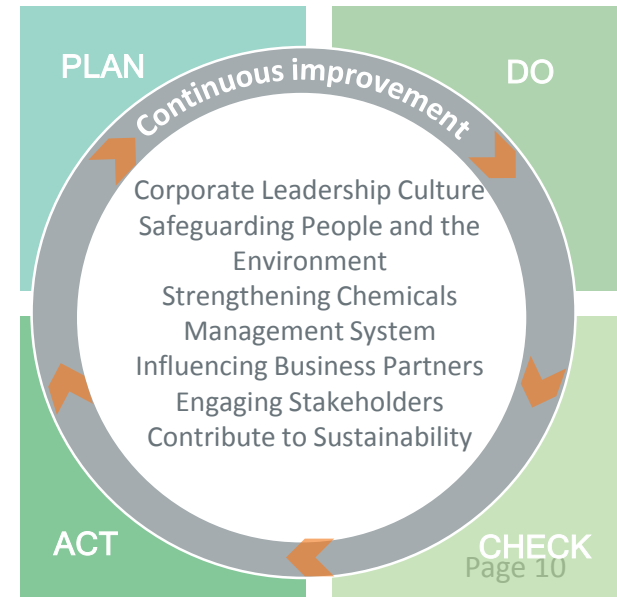 PLAN
DO
Continuous improvement
Corporate Leadership Culture
Safeguarding People and the
Environment
Strengthening Chemicals
Management System
Influencing Business Partners
Engaging Stakeholders
Contribute to Sustainability
ACT
CHECK
Page 10